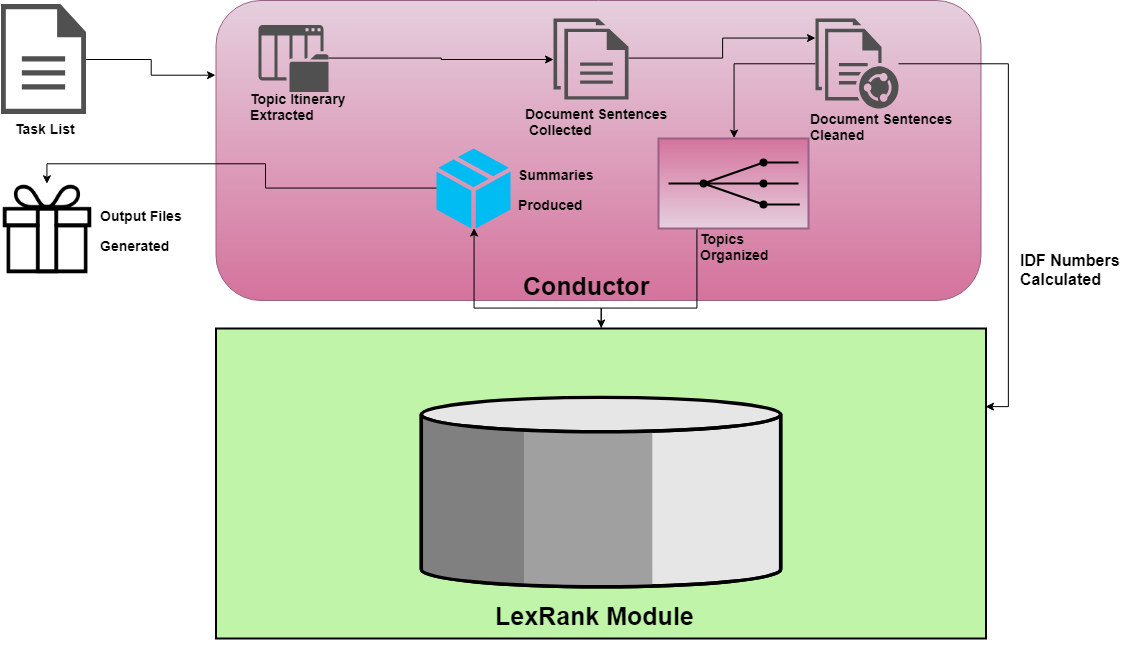 Task List
Topic Itinerary
Extracted
Document Sentences
Collected
Document Sentences
Cleaned
Summaries
Produced
Topics
Organized
Output Files
Generated
Conductor
IDF Numbers
Calculated
LexRank Module